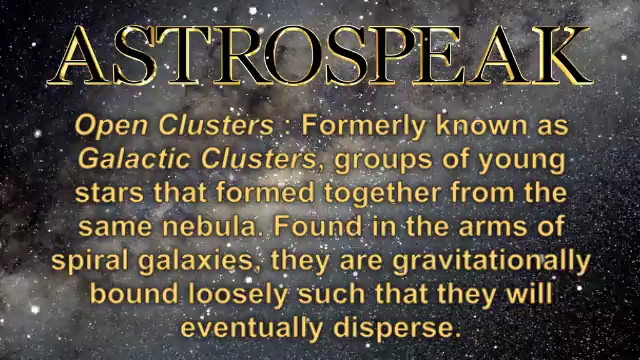 ASTROSPEAK
Open Clusters : Formerly known as
Galactic Clusters, groups of young
stars that formed together from the
same nebula. Found in the arms of
spiral galaxies, they are gravitationally
bound loosely such that they will
eventually disperse.